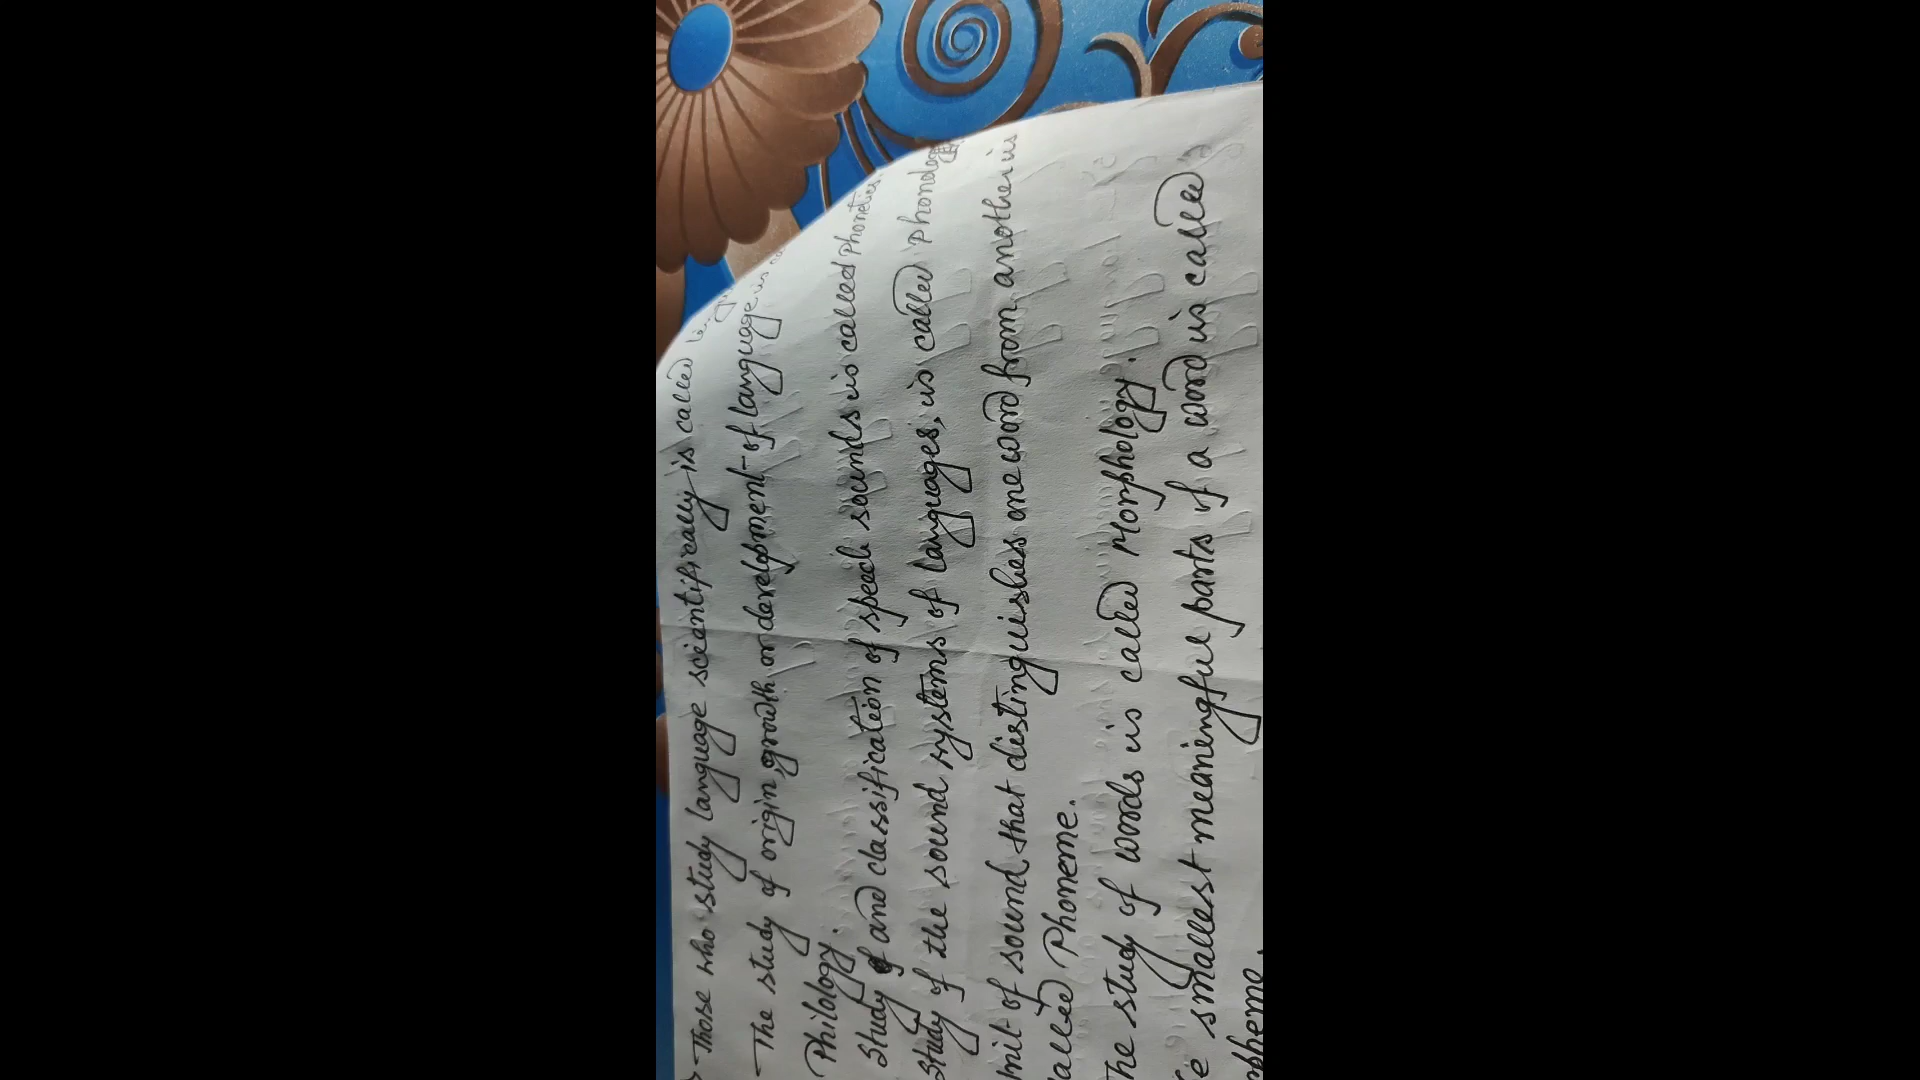 Those who study language scientifically is called
The study of origin, growth or development of language is
Philology.
Study of and classification of speech sounds is called Phonetics.
Study of the sound systems of languages, is called Phonology
unit of sound that distinguishes one word from another is
called Phoneme.
The study of words is called Morphology.
smallest meaningful parts of a word is called